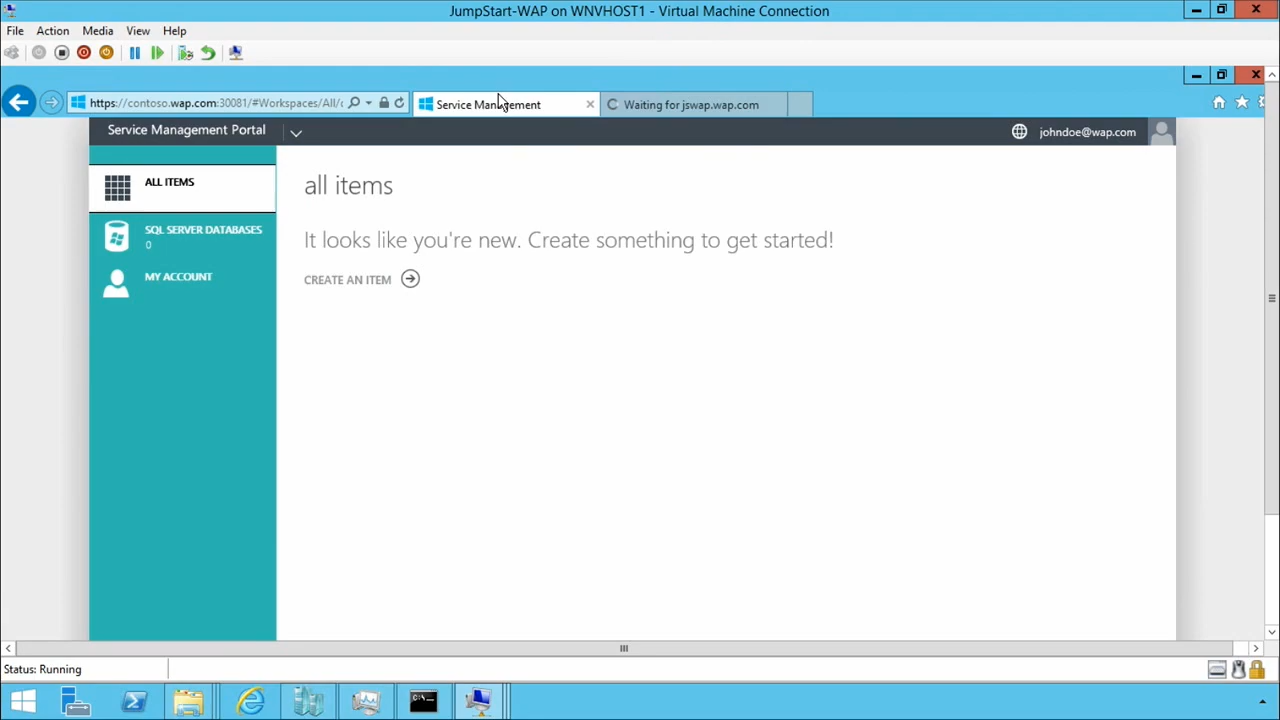 JumpStart-WAP on WNVHOST1 - Virtual Machine Connection
File Action Media View Help
https://contoso.wap.com:30081/#Workspaces/All/
Service Management
Waiting for jswap.wap.com
Service Management Portal
johndoe@wap.com
ALL ITEMS
SQL SERVER DATABASES
0
MY ACCOUNT
all items
It looks like you're new. Create something to get started!
CREATE AN ITEM
Status: Running